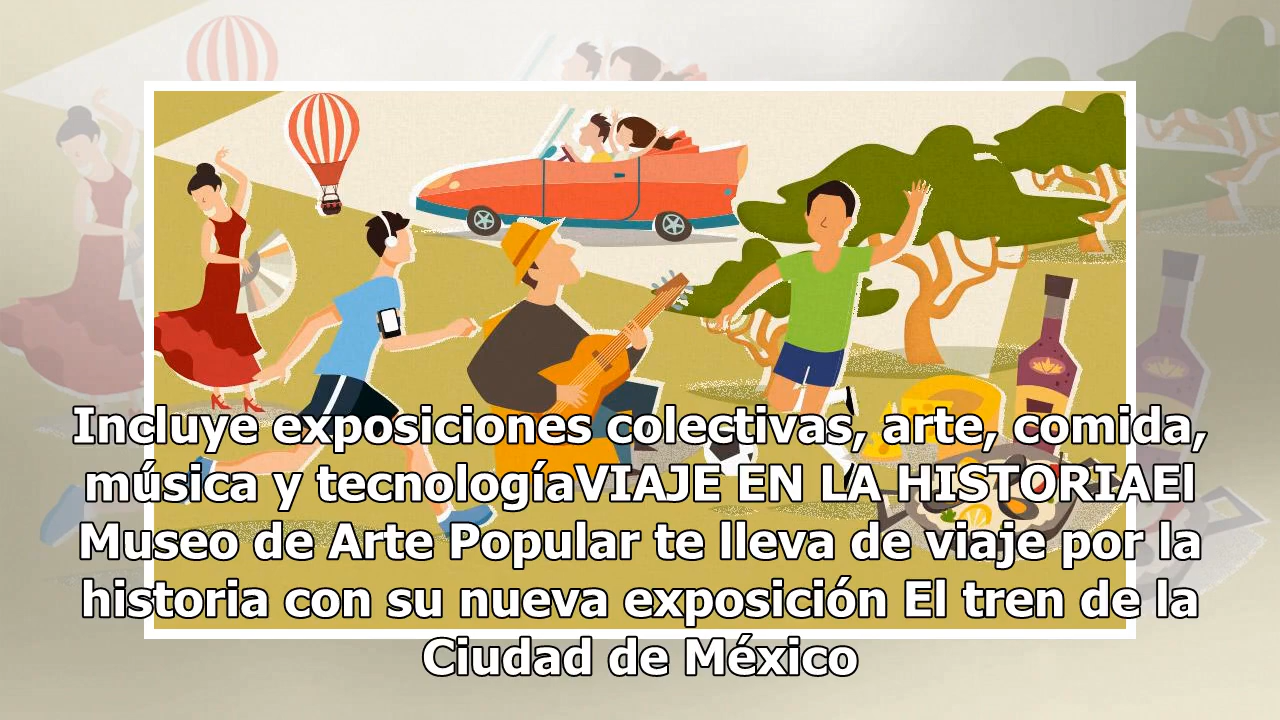 Incluye exposiciones colectivas, arte, comida,
música y tecnologíaVIAJE EN LA HISTORIAEl
Museo de Arte Popular te lleva de viaje por la
historia con su nueva exposición El tren de la
Ciudad de México